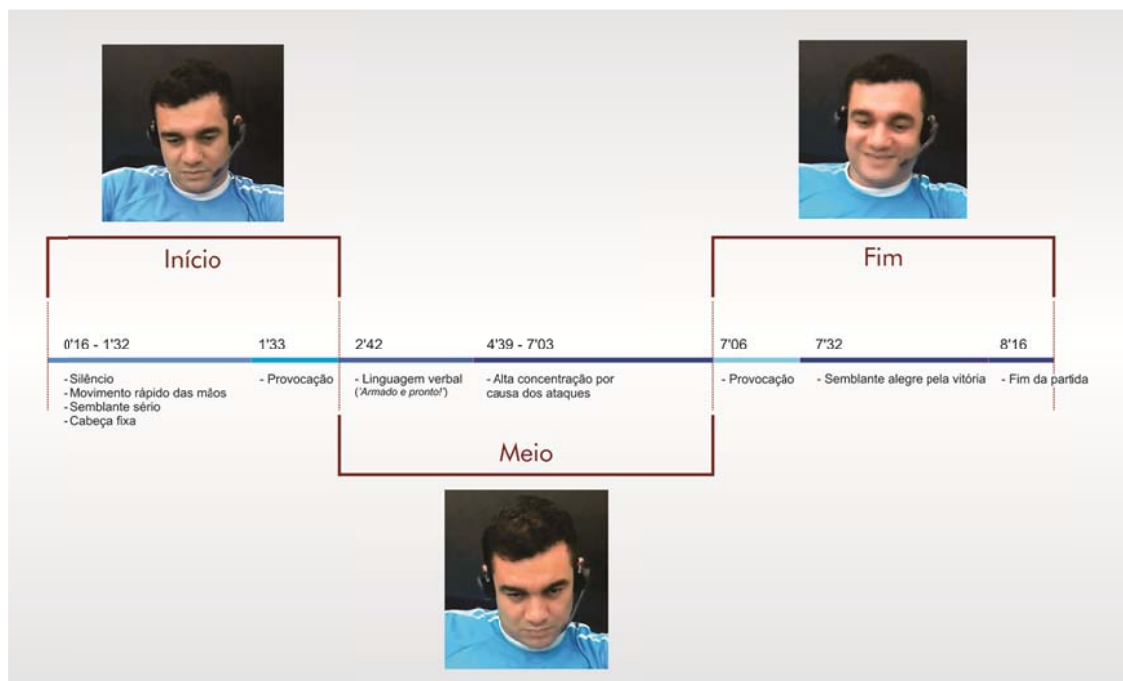 Início
Fim
0'16 - 1'32
1'33
2'42
4'39 - 7'03
7'06
7'32
8'16
- Silêncio
- Movimento rápido das mãos
- Semblante sério
- Cabeça fixa
- Provocação
- Linguagem verbal
('Armado e pronto!')
- Alta concentração por
causa dos ataques
- Provocação
- Semblante alegre pela vitória
- Fim da partida
Meio